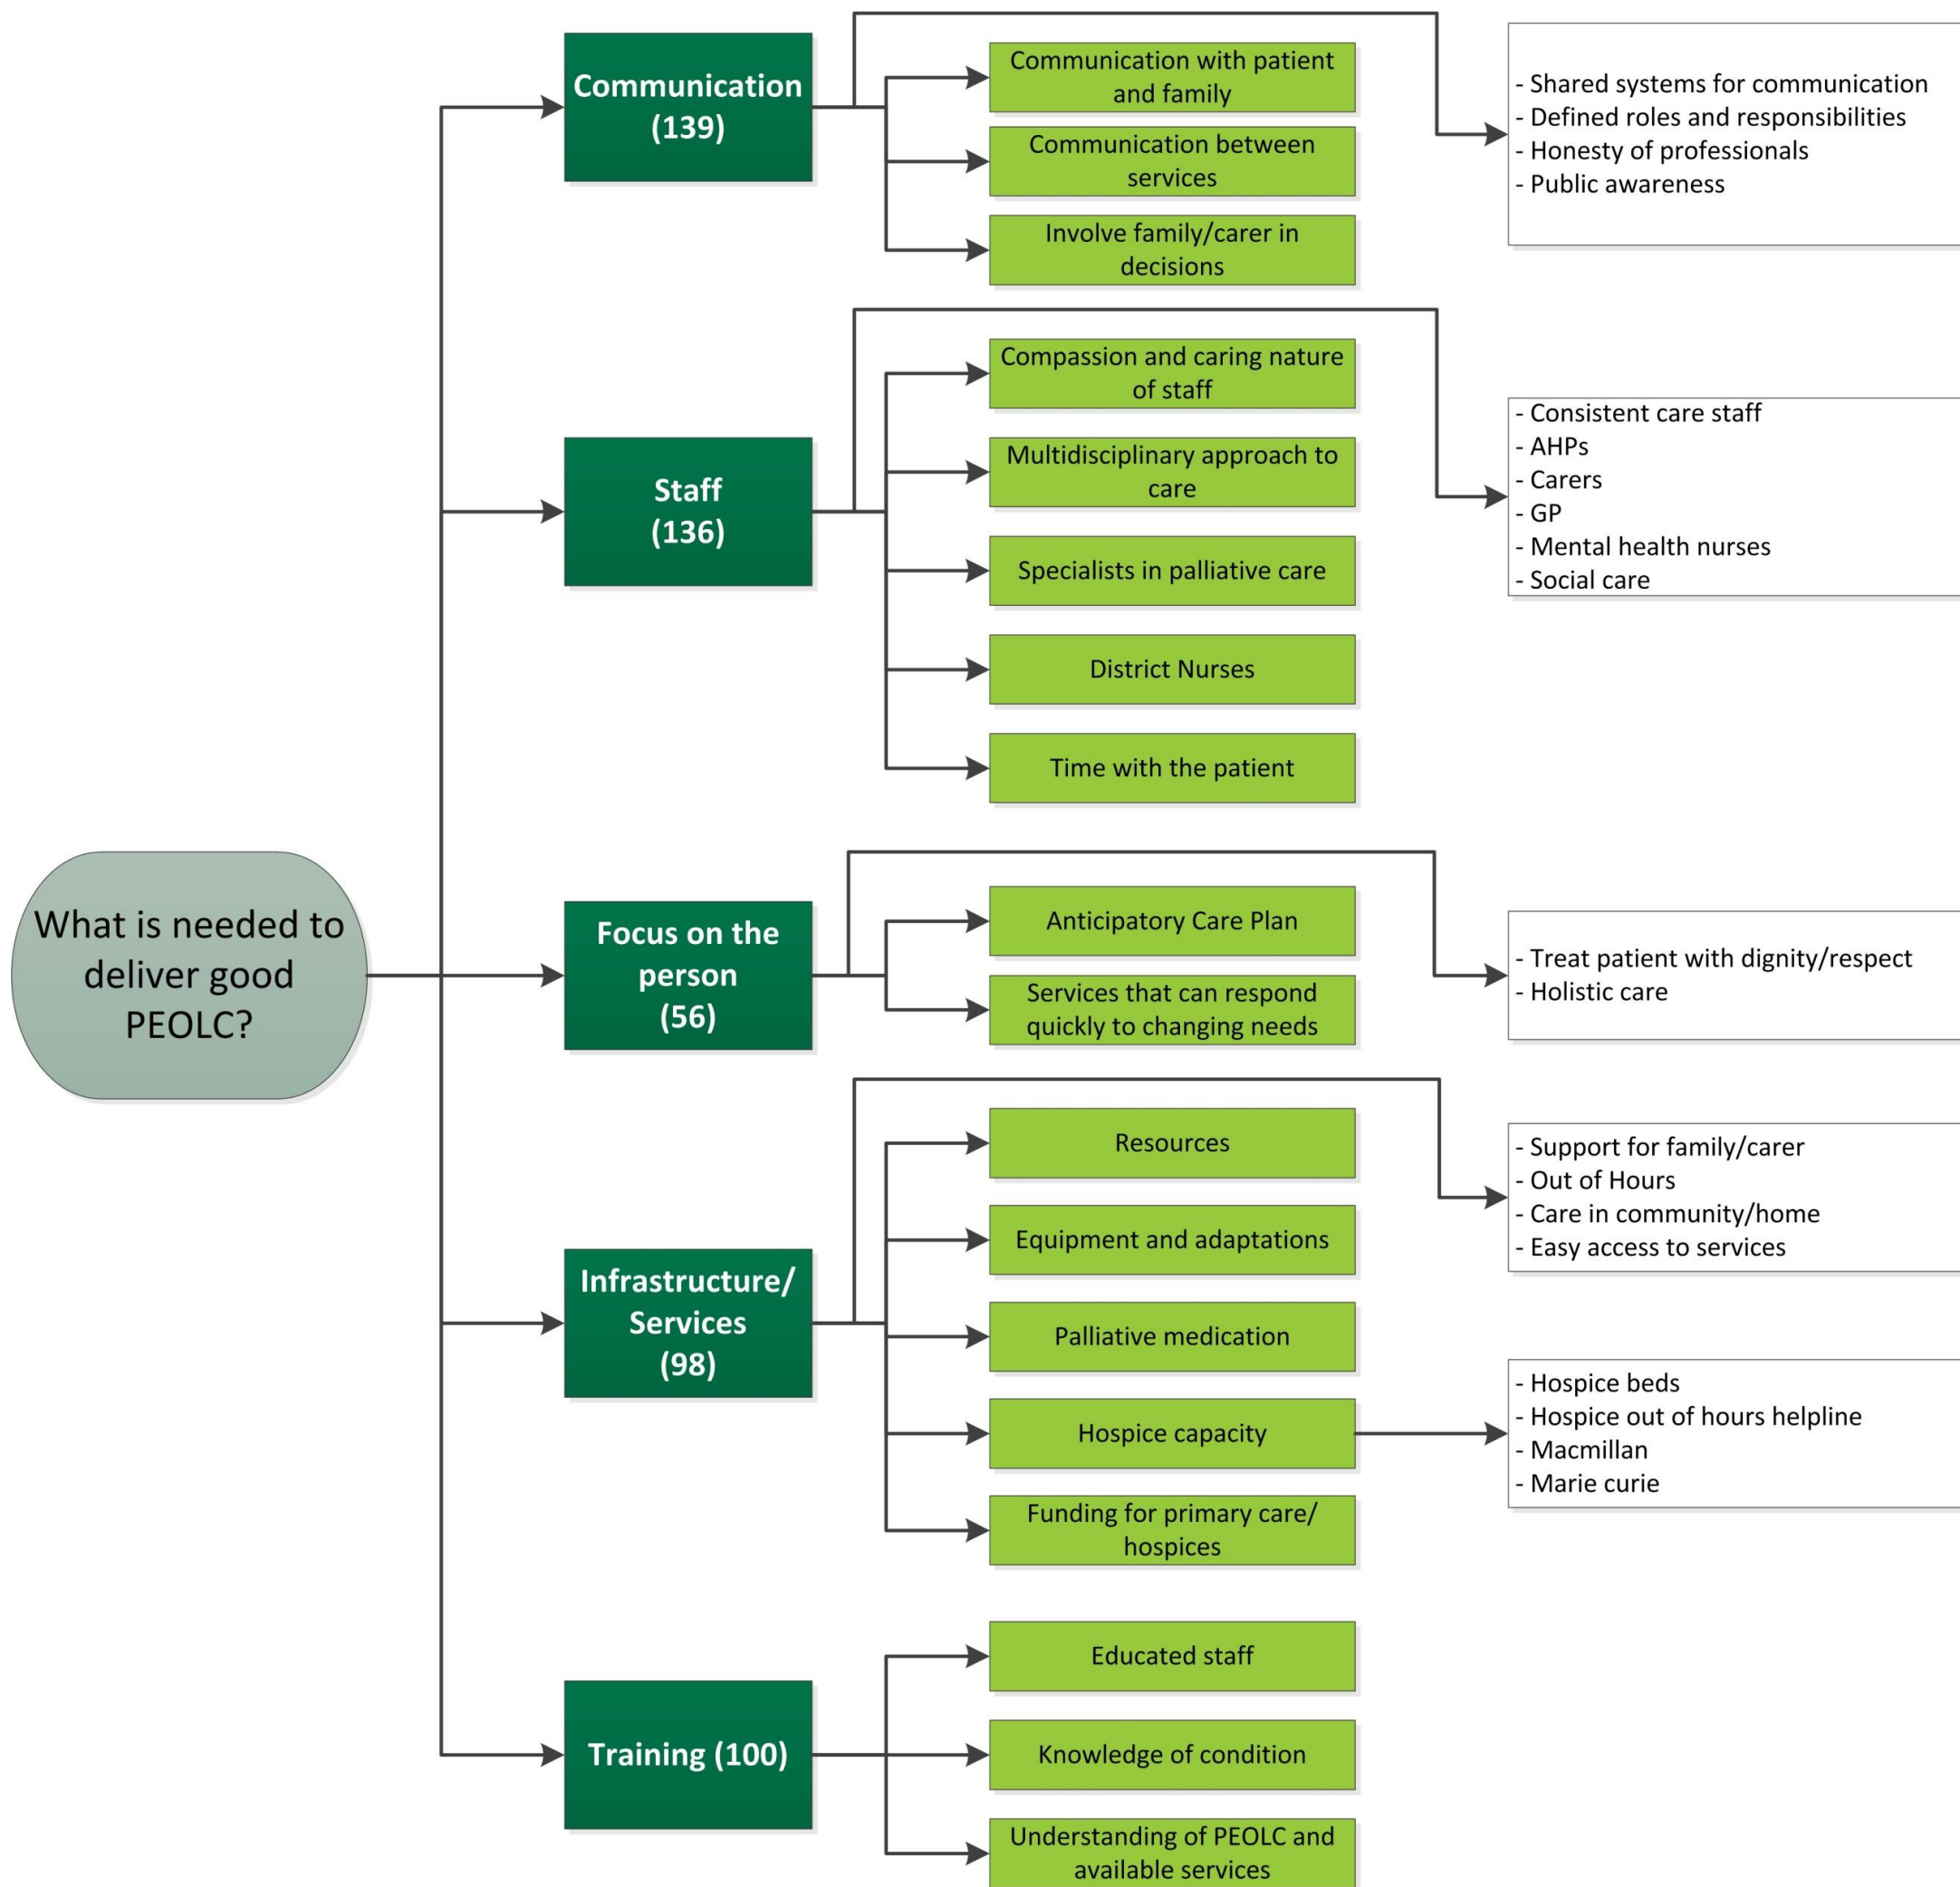 What is needed to
deliver good
PEOLC?
Communication
(139)
Communication with patient
and family
Communication between
services
Involve family/carer in
decisions
- Shared systems for communication
- Defined roles and responsibilities
- Honesty of professionals
- Public awareness
Staff
(136)
Compassion and caring nature
of staff
Multidisciplinary approach to
care
Specialists in palliative care
District Nurses
Time with the patient
- Consistent care staff
- AHPs
- Carers
- GP
- Mental health nurses
- Social care
Focus on the
person
(56)
Anticipatory Care Plan
Services that can respond
quickly to changing needs
- Treat patient with dignity/respect
- Holistic care
Infrastructure/
Services
(98)
Resources
Equipment and adaptations
Palliative medication
Hospice capacity
Funding for primary care/
hospices
- Support for family/carer
- Out of Hours
- Care in community/home
- Easy access to services
- Hospice beds
- Hospice out of hours helpline
- Macmillan
- Marie curie
Training (100)
Educated staff
Knowledge of condition
Understanding of PEOLC and
available services